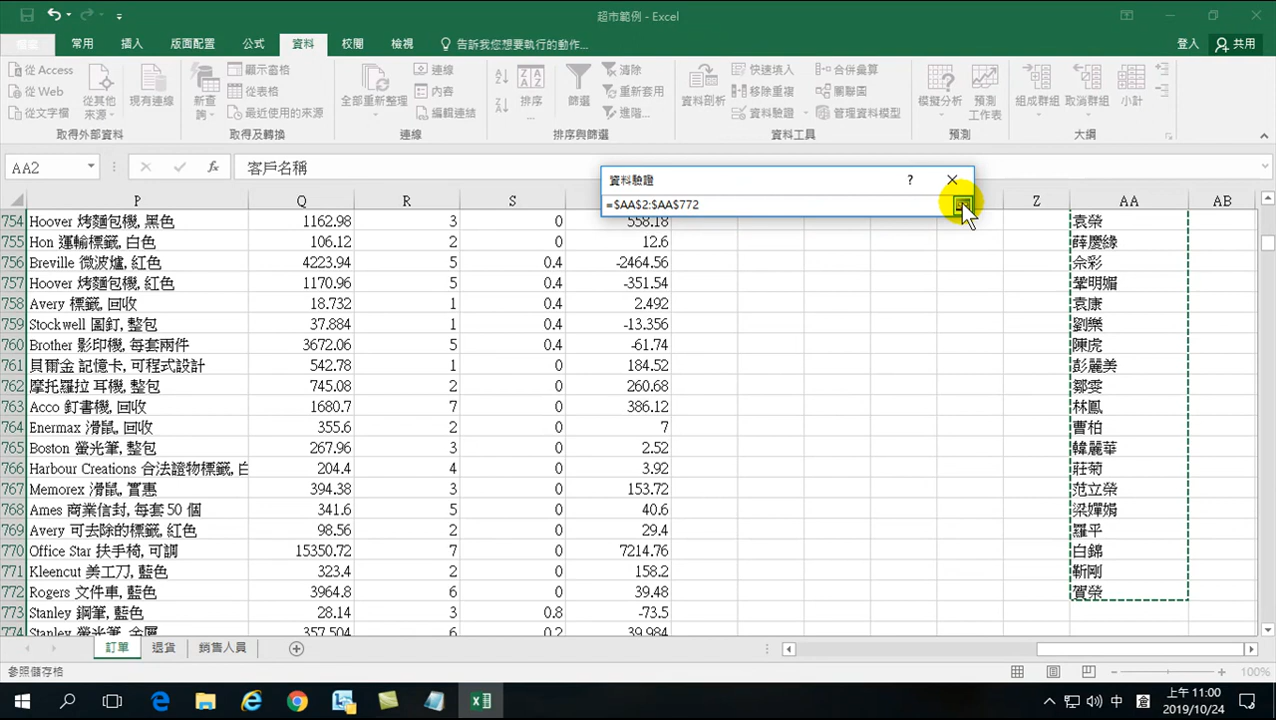 超市範例 - Excel
常用 插入 版面配置 公式 資料 校閱 檢視 告訴我您想要執行的動作... 登入 共用
從 Access
從 Web
從文字檔
從其他來源
現有連線
取得外部資料
新查詢
顯示查詢
從表格
最近使用的來源
取得及轉換
全部重新整理
連線
內容
編輯連結
連線
排序
篩選
清除
重新套用
進階...
排序與篩選
資料剖析
快速填入
移除重複
資料驗證
合併彙算
關聯圖
管理資料模型
資料工具
模擬分析
預測工作表
預測
組成群組
取消群組
小計
大綱
AA2 fx 客戶名稱
資料驗證 ?
=$AA$2:$AA$772
P Q R S Z AA AB
754 Hoover 烤麵包機, 黑色 1162.98 3 0 558.18 袁榮
755 Hon 運輸標籤, 白色 106.12 2 0 12.6 薛慶緣
756 Breville 微波爐, 紅色 4223.94 5 0.4 -2464.56 佘彩
757 Hoover 烤麵包機, 紅色 1170.96 5 0.4 -351.54 鞏明媚
758 Avery 標籤, 回收 18.732 1 0.4 2.492 袁康
759 Stockwell 圖釘, 整包 37.884 1 0.4 -13.356 劉樂
760 Brother 影印機, 每套兩件 3672.06 5 0.4 -61.74 陳虎
761 貝爾金 記憶卡, 可程式設計 542.78 1 0 184.52 彭麗美
762 摩托羅拉 耳機, 整包 745.08 2 0 260.68 鄒雯
763 Acco 釘書機, 回收 1680.7 7 0 386.12 林鳳
764 Enermax 滑鼠, 回收 355.6 2 0 7 曹柏
765 Boston 螢光筆, 整包 267.96 3 0 2.52 韓麗華
766 Harbour Creations 合法證物標籤, 白 204.4 4 0 3.92 莊菊
767 Memorex 滑鼠, 實惠 394.38 3 0 153.72 范立榮
768 Ames 商業信封, 每套 50 個 341.6 5 0 40.6 梁嬋娟
769 Avery 可去除的標籤, 紅色 98.56 2 0 29.4 羅平
770 Office Star 扶手椅, 可調 15350.72 7 0 7214.76 白錦
771 Kleencut 美工刀, 藍色 323.4 2 0 158.2 靳剛
772 Rogers 文件車, 藍色 3964.8 6 0 39.48 賀榮
773 Stanley 鋼筆, 藍色 28.14 3 0.8 -73.5
774 Stanley 螢光筆, 金屬 357.504 6 0.2 39.984
訂單 退貨 銷售人員
參照儲存格 100%
中 倉 上午 11:00
2019/10/24